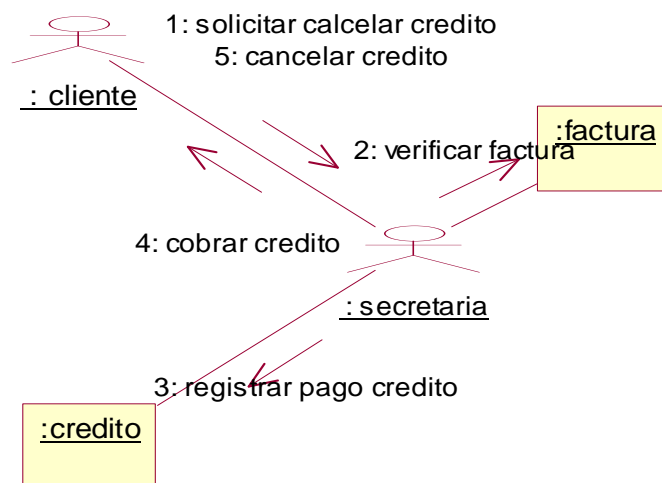 1: solicitar calcelar credito
5: cancelar credito
: cliente
:factura
2: verificar factura
4: cobrar credito
: secretaria
3: registrar pago credito
:credito